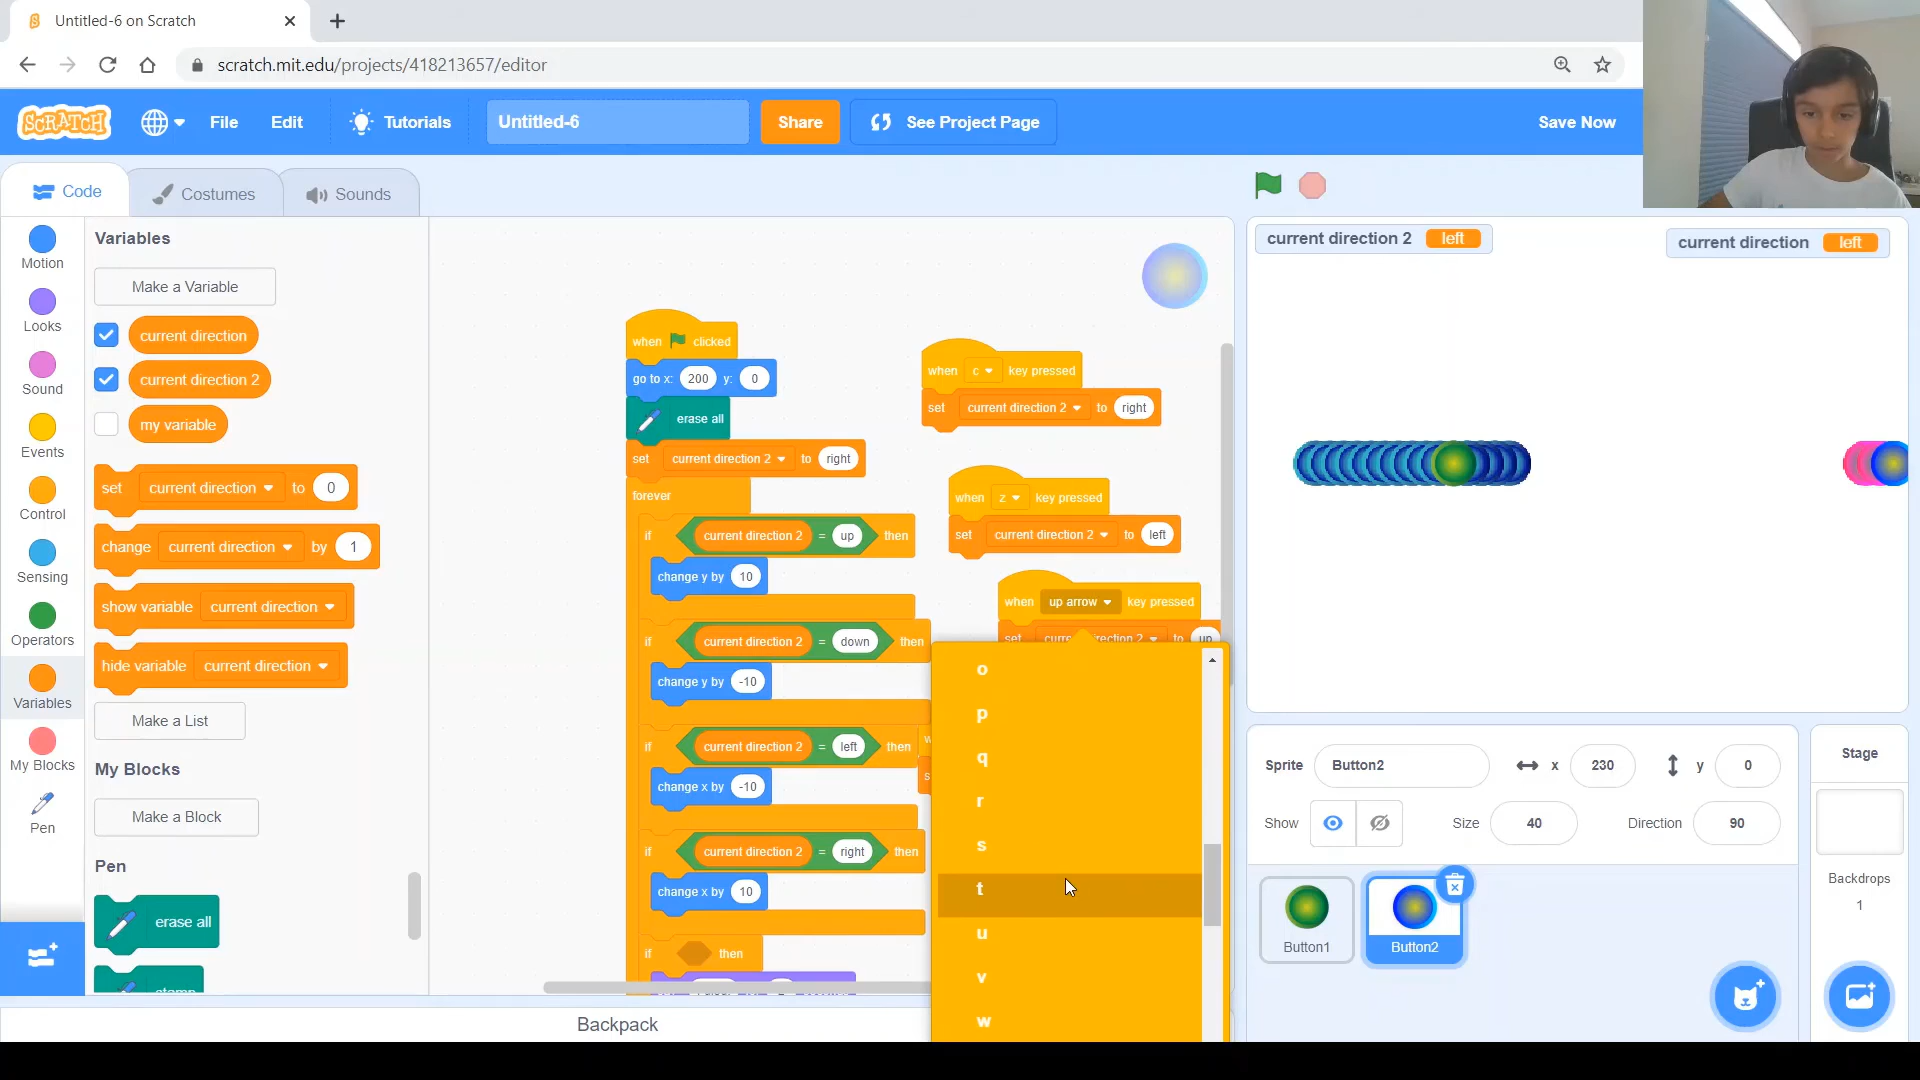 Untitled-6 on Scratch
scratch.mit.edu/projects/418213657/editor
SCRATCH
File
Edit
Tutorials
Untitled-6
Share
See Project Page
Save Now
Code
Costumes
Sounds
Motion
Looks
Sound
Events
Control
Sensing
Operators
Variables
My Blocks
Pen
Variables
Make a Variable
current direction
current direction 2
my variable
set current direction to 0
change current direction by 1
show variable current direction
hide variable current direction
Make a List
My Blocks
Make a Block
Pen
erase all
stamp
when clicked
go to x: 200 y: 0
erase all
set current direction 2 to right
forever
if current direction 2 = up then
change y by 10
if current direction 2 = down then
change y by -10
if current direction 2 = left then
change x by -10
if current direction 2 = right then
change x by 10
if then
when c key pressed
set current direction 2 to right
when z key pressed
set current direction 2 to left
when up arrow key pressed
set current direction 2 to up
w
s
o
p
q
r
s
t
u
v
w
Backpack
current direction 2 left
current direction left
Sprite Button2 x 230 y 0
Show Size 40 Direction 90
Button1
Button2
Stage
Backdrops
1